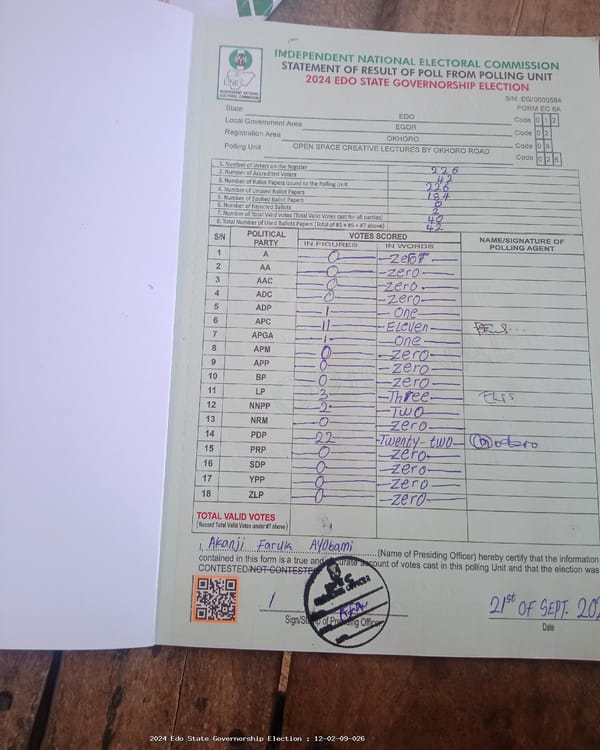 INDEPENDENT NATIONAL ELECTORAL COMMISSION
STATEMENT OF RESULT OF POLL FROM POLLING UNIT
2024 EDO STATE GOVERNORSHIP ELECTION
S/N: EG/0000584
FORM EC 8A
State EDO Code 0 1 2
Local Government Area EGOR Code 0 2
Registration Area OKHORO Code 0 9
Polling Unit OPEN SPACE CREATIVE LECTURES BY OKHORO ROAD Code 0 2 6
1. Number of Voters on the Register 226
2. Number of Accredited Voters 42
3. Number of Ballot Papers Issued to the Polling Unit 226
4. Number of Unused Ballot Papers 184
5. Number of Spoiled Ballot Papers 0
6. Number of Rejected Ballots 2
7. Number of Total Valid Votes (Total Valid Votes cast for all parties) 40
8. Total Number of Used Ballots Papers (Total of #5 + #6 + #7 above) 42
S/N POLITICAL PARTY VOTES SCORED NAME/SIGNATURE OF POLLING AGENT
IN FIGURES IN WORDS
1 A 0 zero
2 AA 0 zero
3 AAC 0 zero
4 ADC 0 zero
5 ADP 1 one
6 APC 11 Eleven
7 APGA 1 one
8 APM 0 zero
9 APP 0 zero
10 BP 0 zero
11 LP 3 Three
12 NNPP 2 Two
13 NRM 0 zero
14 PDP 22 Twenty-two
15 PRP 0 zero
16 SDP 0 zero
17 YPP 0 zero
18 ZLP 0 zero
TOTAL VALID VOTES
(Record Total Valid Votes under #7 above)
I, Akanji Faruk Ayobami (Name of Presiding Officer) hereby certify that the information
contained in this form is a true and accurate account of votes cast in this polling Unit and that the election was
CONTESTED/NOT CONTESTED
21st OF SEPT. 202
Sign/Stamp of Presiding Officer Date
2024 Edo State Governorship Election : 12-02-09-026